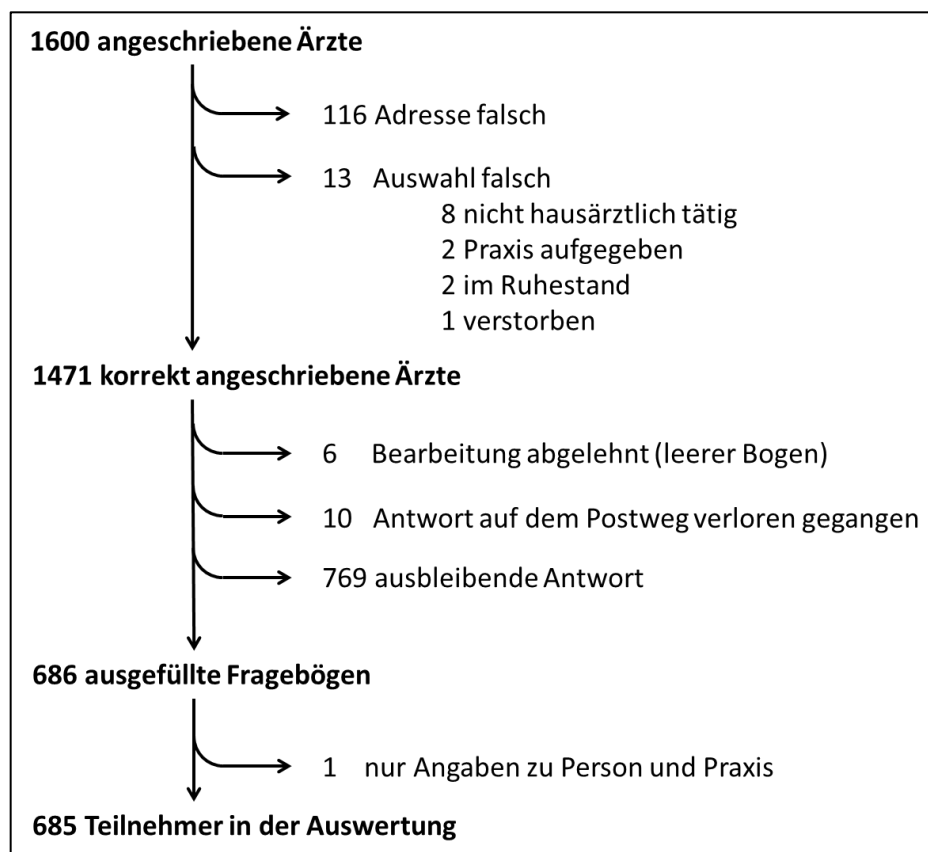 1600 angeschriebene Ärzte
116 Adresse falsch
13 Auswahl falsch
8 nicht hausärztlich tätig
2 Praxis aufgegeben
2 im Ruhestand
1 verstorben
1471 korrekt angeschriebene Ärzte
6 Bearbeitung abgelehnt (leerer Bogen)
10 Antwort auf dem Postweg verloren gegangen
769 ausbleibende Antwort
686 ausgefüllte Fragebögen
1 nur Angaben zu Person und Praxis
685 Teilnehmer in der Auswertung